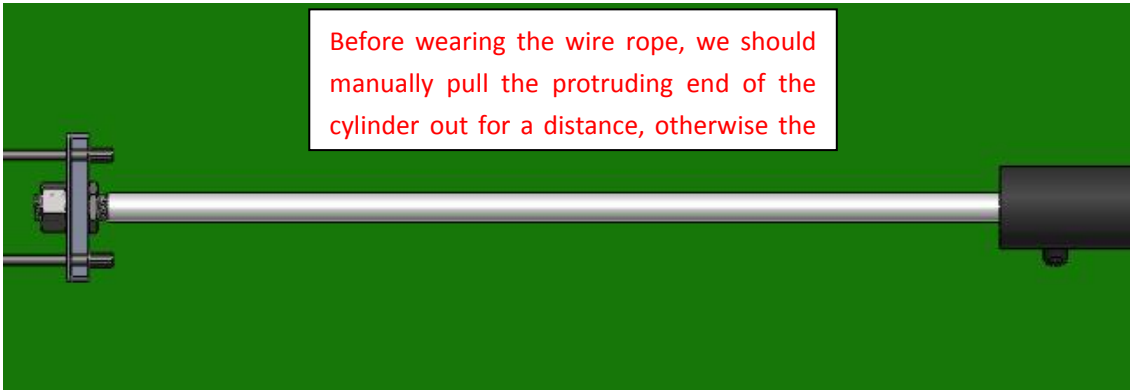 Before wearing the wire rope, we should
manually pull the protruding end of the
cylinder out for a distance, otherwise the